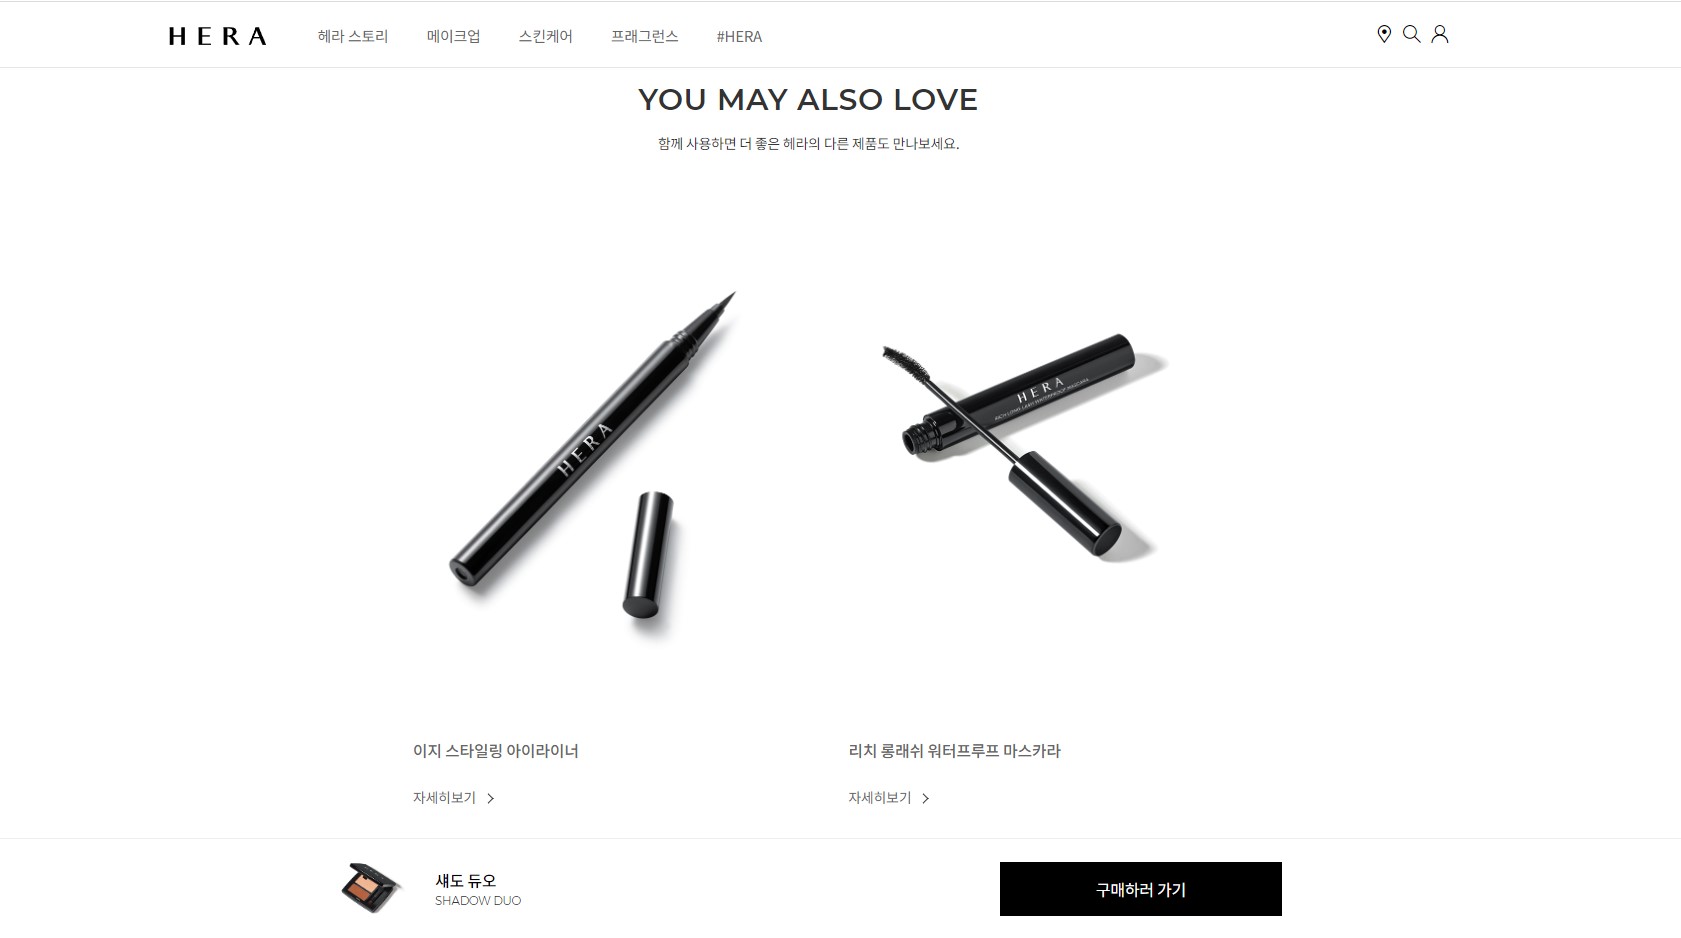 HERA 헤라 스토리 메이크업 스킨케어 프래그런스 #HERA
YOU MAY ALSO LOVE
함께 사용하면 더 좋은 헤라의 다른 제품도 만나보세요.
HERA
HERA
RICH LONG LASH WATERPROOF MASCARA
이지 스타일링 아이라이너
리치 롱래쉬 워터프루프 마스카라
자세히보기
자세히보기
섀도 듀오
SHADOW DUO
구매하러 가기